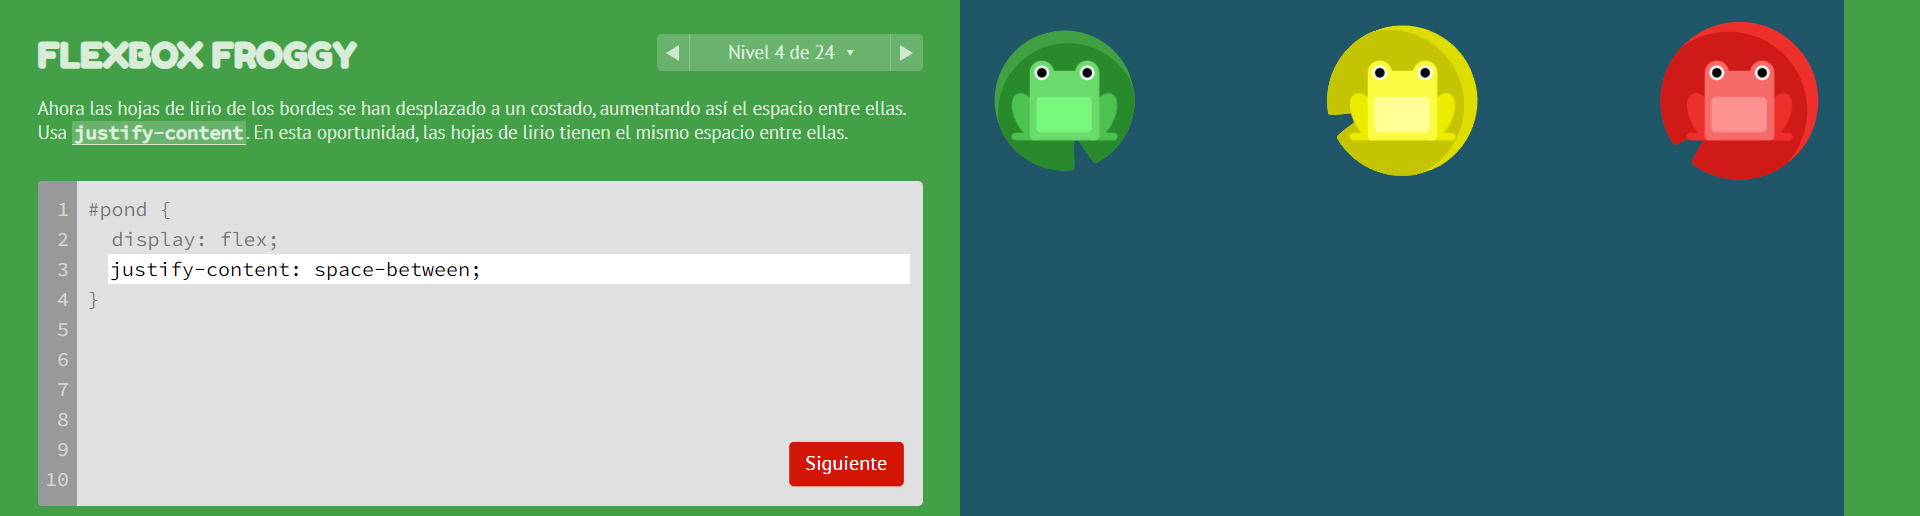 FLEXBOX FROGGY
Nivel 4 de 24
Ahora las hojas de lirio de los bordes se han desplazado a un costado, aumentando así el espacio entre ellas.
Usa justify-content. En esta oportunidad, las hojas de lirio tienen el mismo espacio entre ellas.
1 #pond {
2 display: flex;
3 justify-content: space-between;
4 }
5
6
7
8
9
10
Siguiente